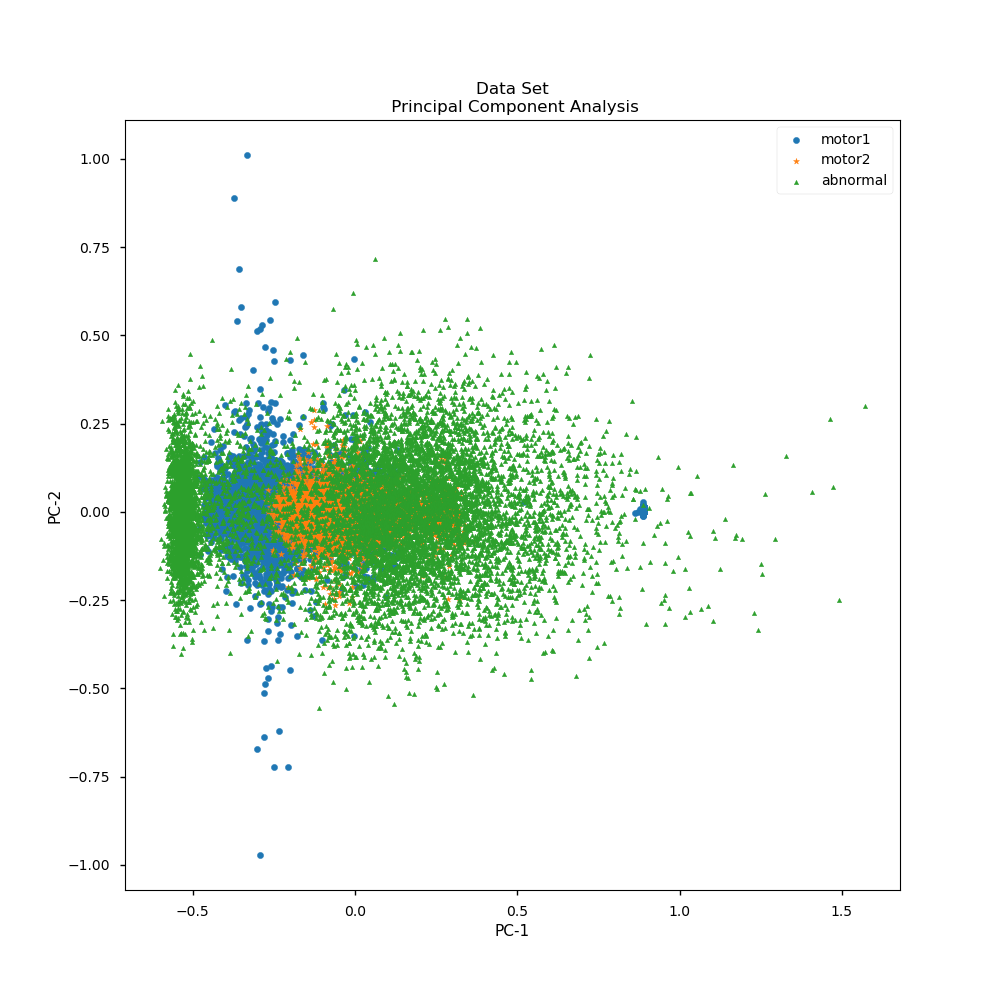 Data Set
Principal Component Analysis
motor1
motor2
abnormal
1.00
0.75
0.50
0.25
0.00
−0.25
−0.50
−0.75
−1.00
PC-2
−0.5
0.0
0.5
1.0
1.5
PC-1